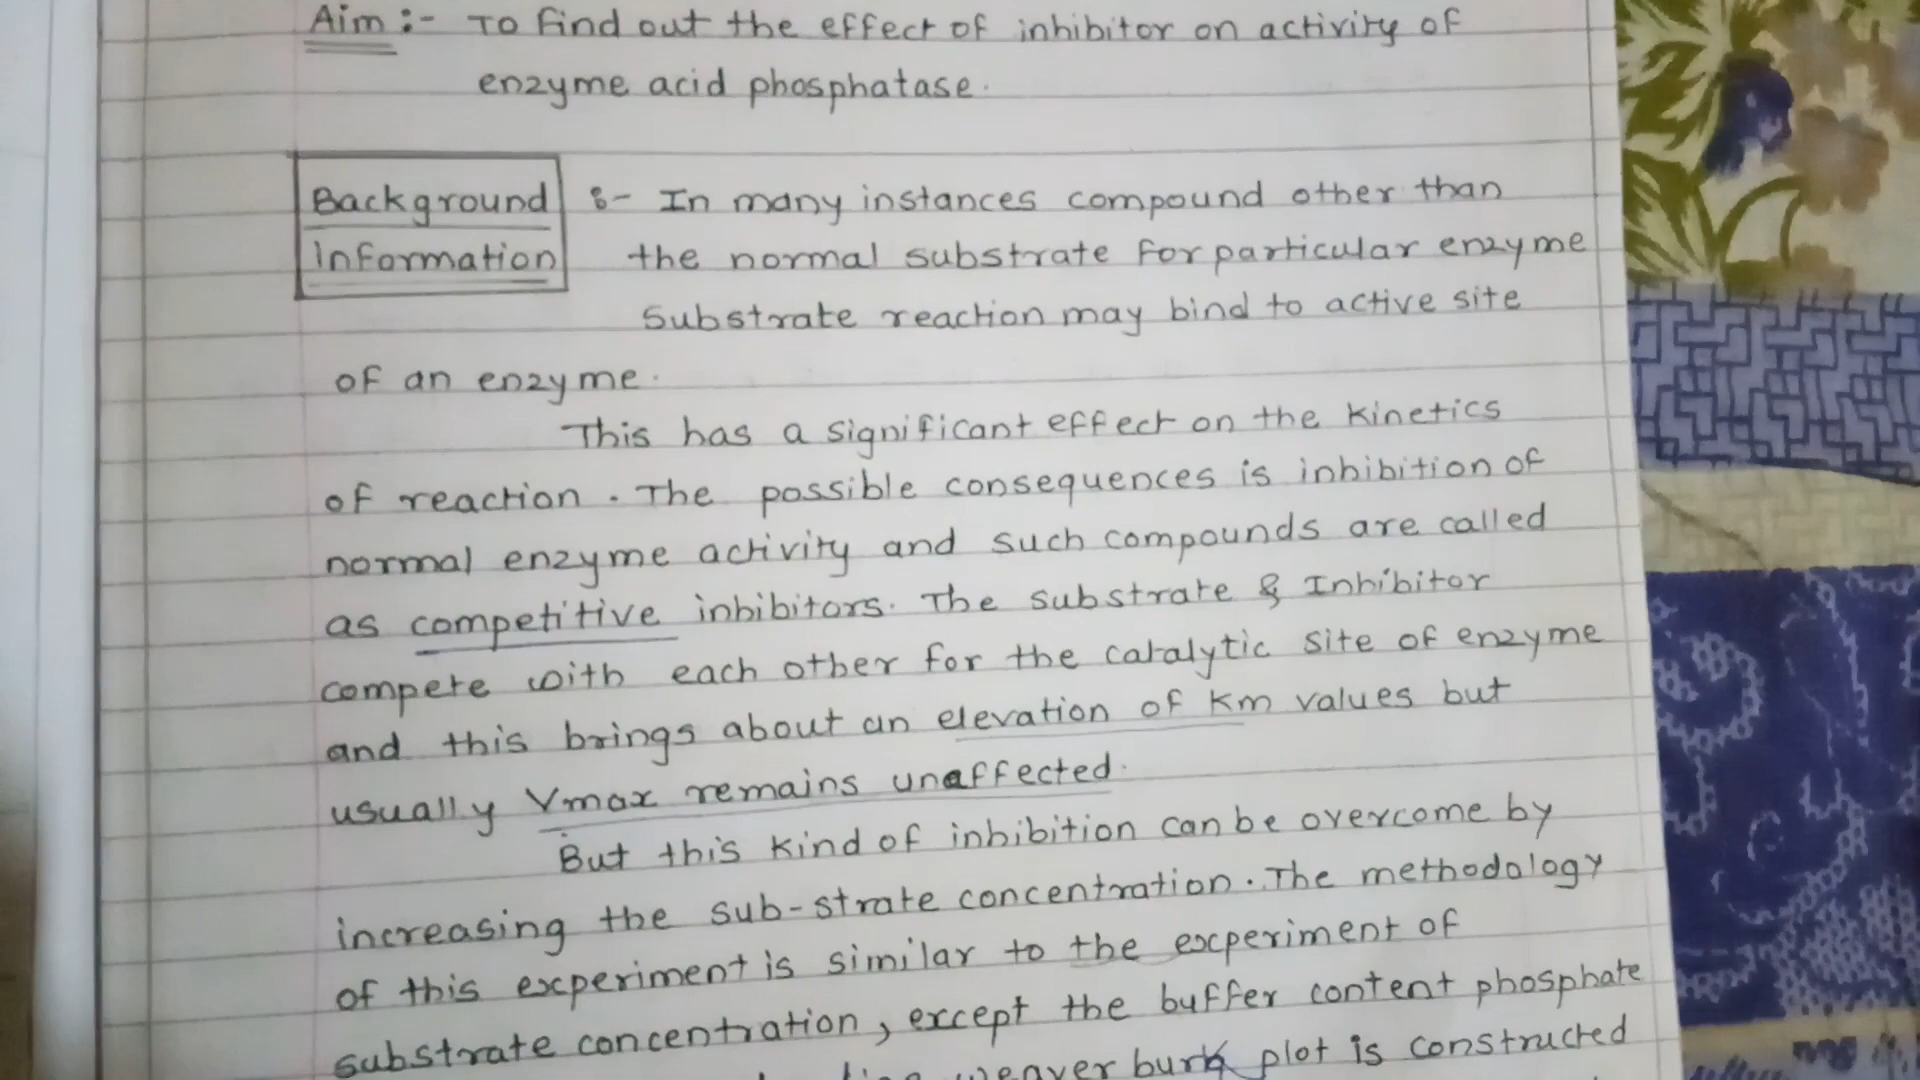 Aim :- To find out the effect of inhibitor on activity of
enzyme acid phosphatase.
Background :- In many instances compound other than
Information the normal substrate for particular enzyme
substrate reaction may bind to active site
of an enzyme.
This has a significant effect on the kinetics
of reaction. The possible consequences is inhibition of
normal enzyme activity and such compounds are called
as competitive inhibitors. The substrate & Inhibitor
compete with each other for the catalytic site of enzyme
and this brings about an elevation of Km values but
usually Vmax remains unaffected.
But this kind of inhibition can be overcome by
increasing the sub-strate concentration. The methodology
of this experiment is similar to the experiment of
substrate concentration, except the buffer content phosphate
weaver burk plot is constructed